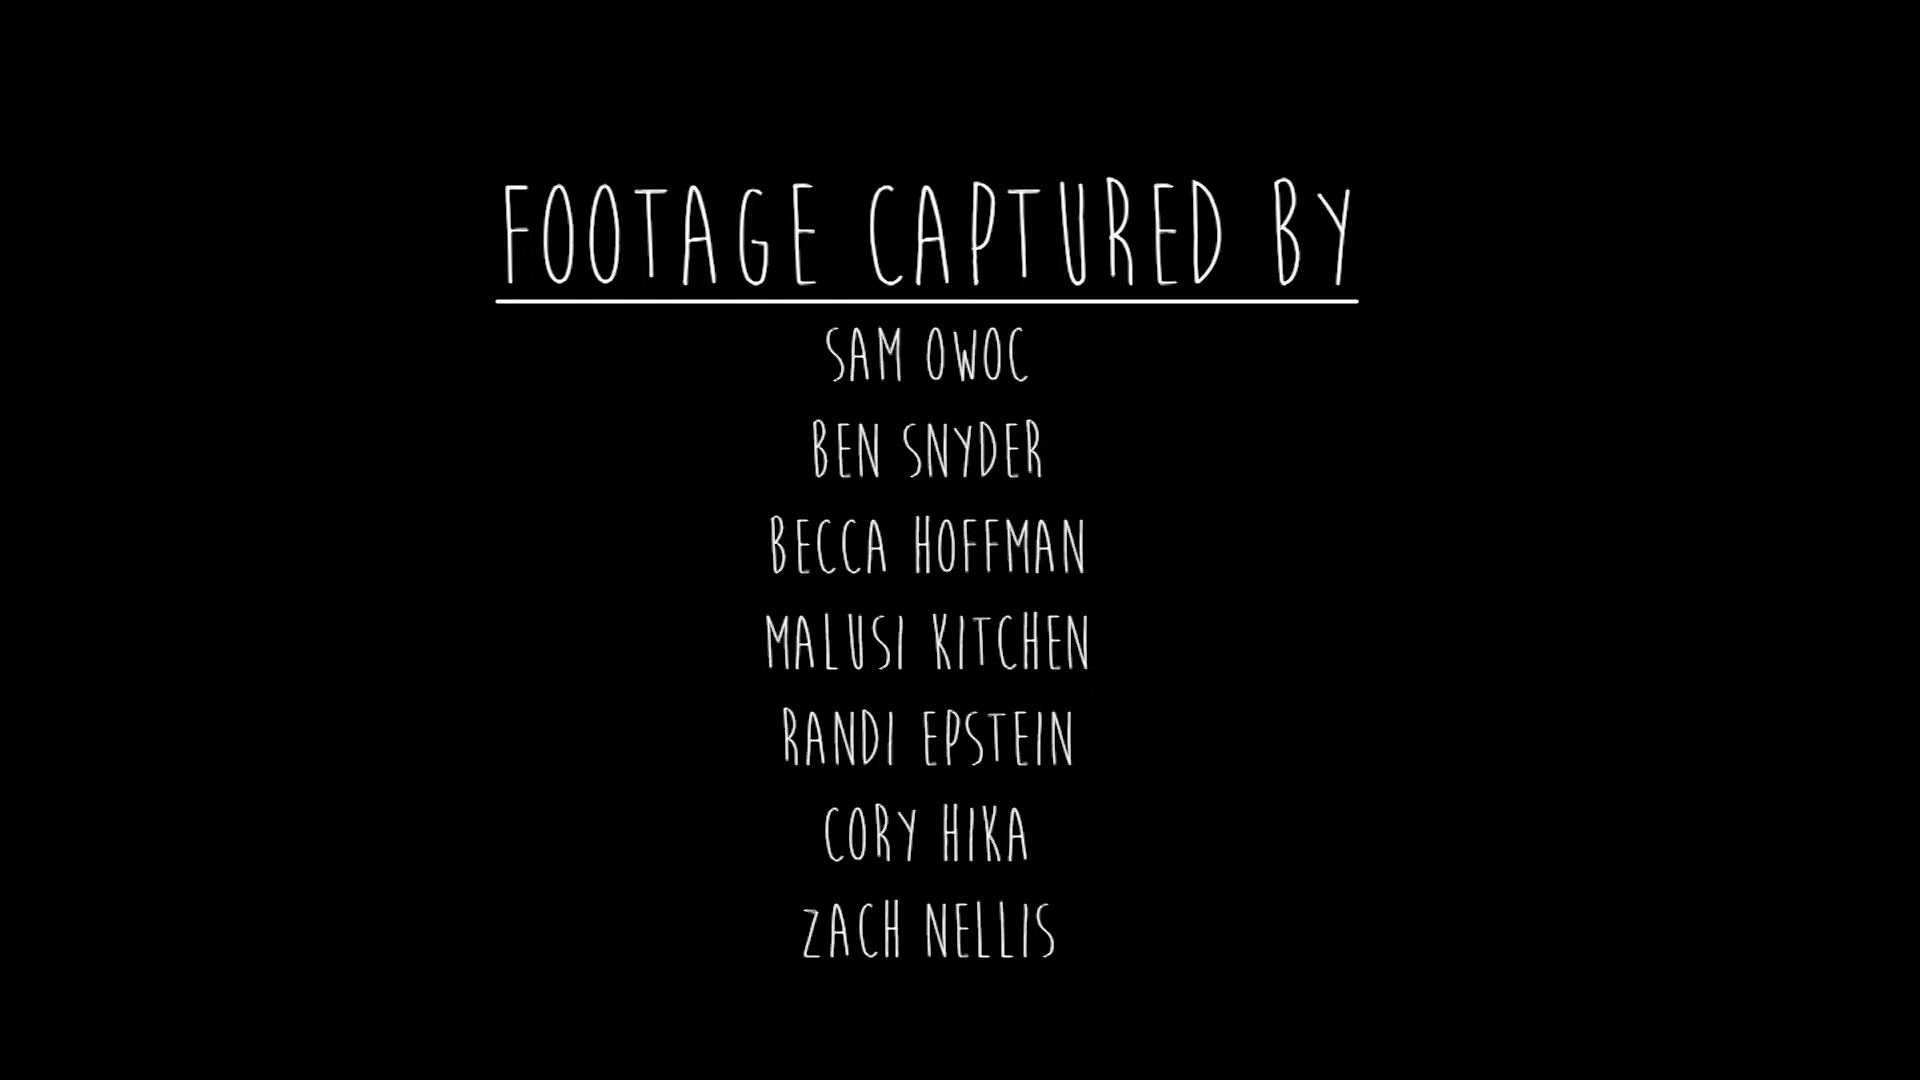 FOOTAGE CAPTURED BY
SAM OWOC
BEN SNYDER
BECCA HOFFMAN
MALUSI KITCHEN
RANDI EPSTEIN
CORY HIKA
ZACH NELLIS